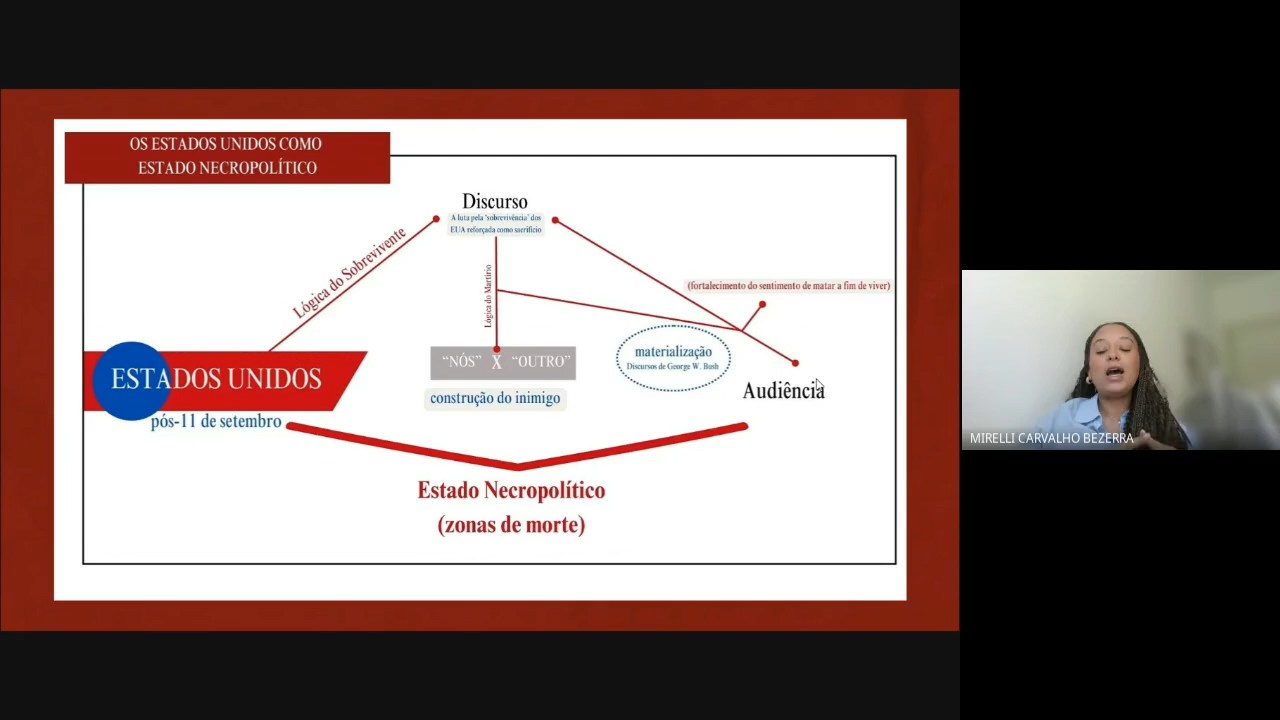 OS ESTADOS UNIDOS COMO
ESTADO NECROPOLÍTICO
Discurso
A luta pela 'sobrevivência' dos
EUA reforçada como sacrifício
Lógica do Sobrevivente
Lógica do Martírio
(fortalecimento do sentimento de matar a fim de viver)
"NÓS" X "OUTRO"
construção do inimigo
materialização
Discursos de George W. Bush
Audiência
ESTADOS UNIDOS
pós-11 de setembro
Estado Necropolítico
(zonas de morte)
MIRELLI CARVALHO BEZERRA